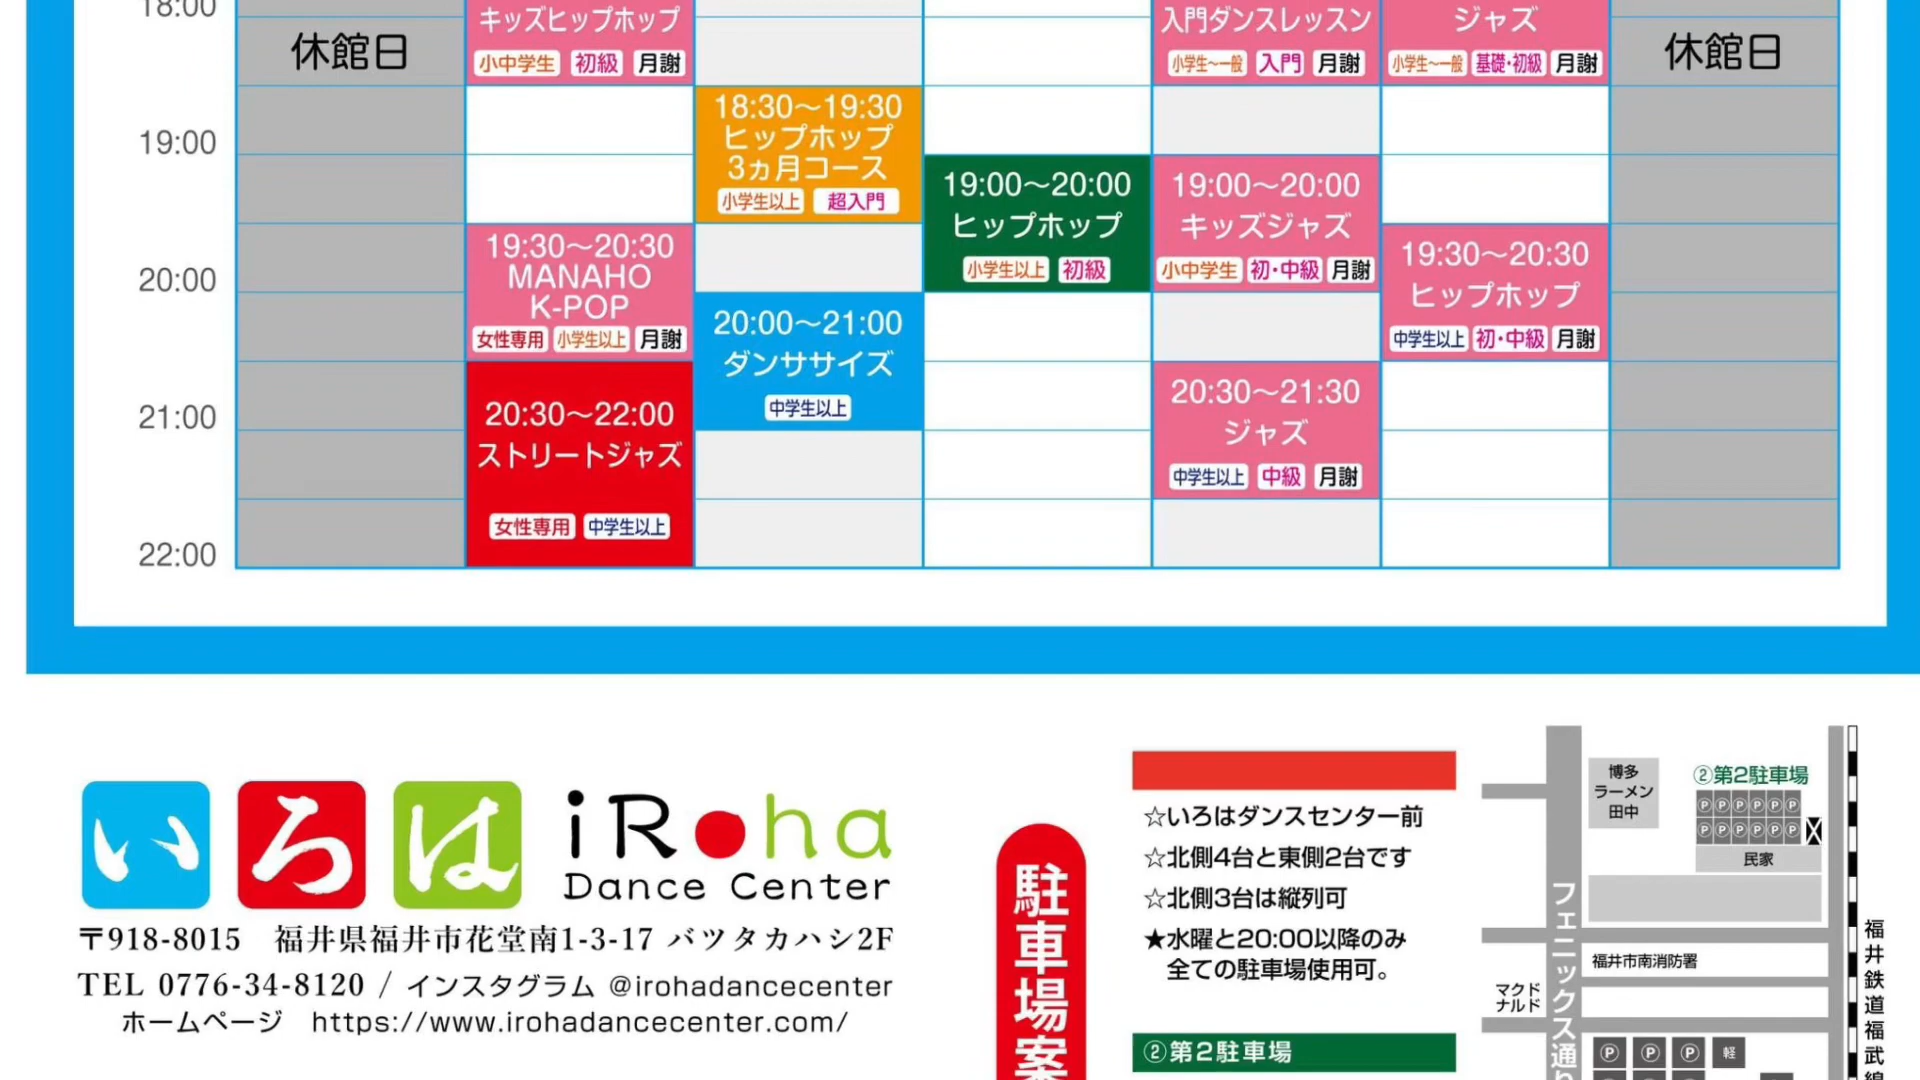 18:00
休館日
キッズヒップホップ
小中学生 初級 月謝
入門ダンスレッスン
小学生〜一般 入門 月謝
ジャズ
小学生〜一般 基礎・初級 月謝
休館日
19:00
18:30〜19:30
ヒップホップ
3ヵ月コース
小学生以上 超入門
19:00〜20:00
ヒップホップ
小学生以上 初級
19:00〜20:00
キッズジャズ
小中学生 初・中級 月謝
20:00
19:30〜20:30
MANAHO
K-POP
女性専用 小学生以上 月謝
19:30〜20:30
ヒップホップ
中学生以上 初・中級 月謝
20:00〜21:00
ダンササイズ
中学生以上
21:00
20:30〜22:00
ストリートジャズ
女性専用 中学生以上
20:30〜21:30
ジャズ
中学生以上 中級 月謝
22:00
いろは iRoha
Dance Center
〒918-8015 福井県福井市花堂南1-3-17 バツタカハシ2F
TEL 0776-34-8120 / インスタグラム @irohadancecenter
ホームページ https://www.irohadancecenter.com/
駐車場案
☆いろはダンスセンター前
☆北側4台と東側2台です
☆北側3台は縦列可
★水曜と20:00以降のみ
全ての駐車場使用可。
②第2駐車場
博多
ラーメン
田中
②第2駐車場
P P P P P P
P P P P P P
民家
フェニックス通り
福井市南消防署
マクド
ナルド
P P P 軽
福井鉄道福武線